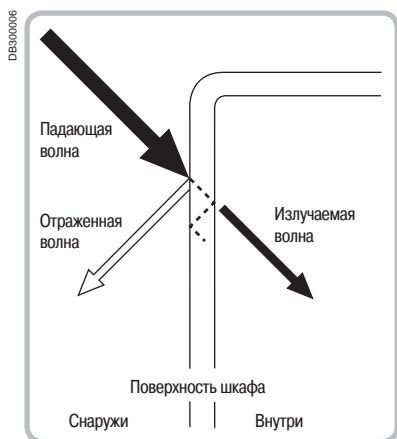 DB300006
Падающая
волна
Отраженная
волна
Излучаемая
волна
Поверхность шкафа
Снаружи
Внутри